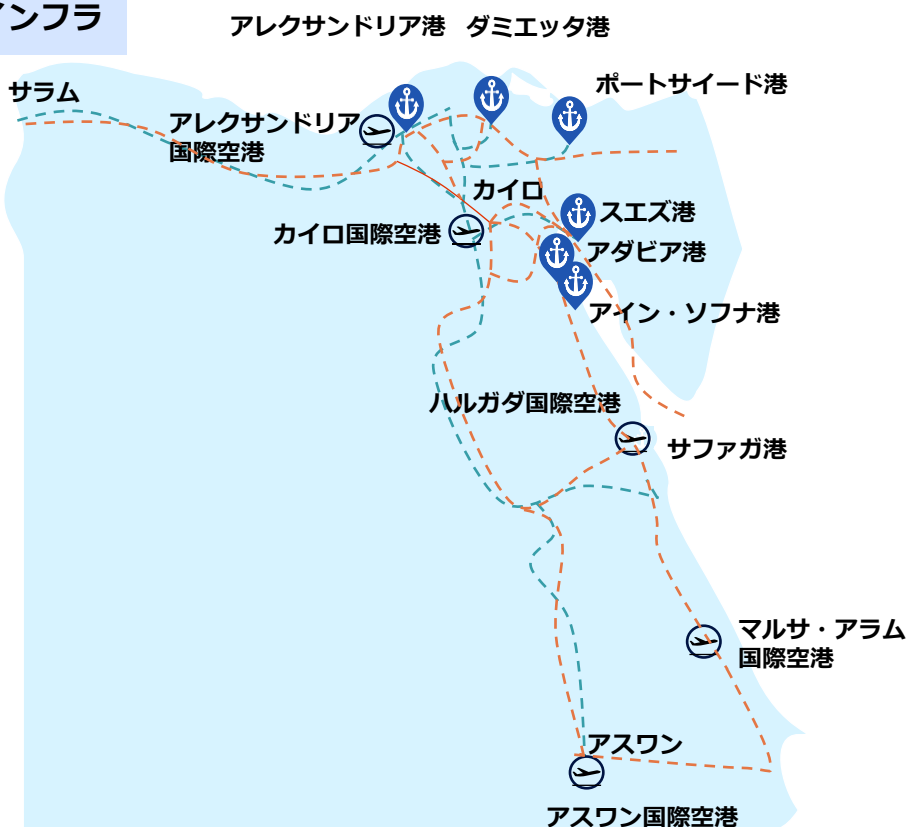 インフラ
アレクサンドリア港
ダミエッタ港
ポートサイード港
サラム
アレクサンドリア
国際空港
カイロ
スエズ港
カイロ国際空港
アダビア港
アイン・ソフナ港
ハルガダ国際空港
サファガ港
マルサ・アラム
国際空港
アスワン
アスワン国際空港